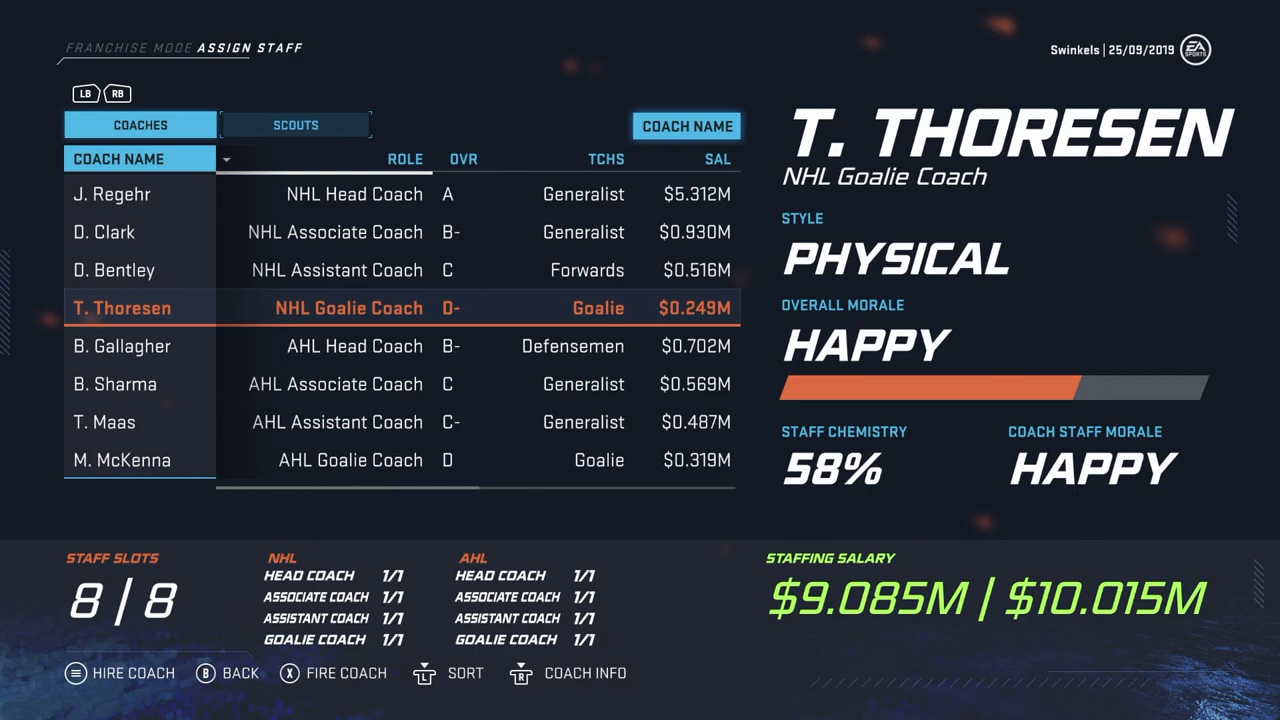 FRANCHISE MODE ASSIGN STAFF
Swinkels | 25/09/2019 EA SPORTS
LB RB
COACHES SCOUTS COACH NAME
COACH NAME ROLE OVR TCHS SAL
J. Regehr NHL Head Coach A Generalist $5.312M
D. Clark NHL Associate Coach B- Generalist $0.930M
D. Bentley NHL Assistant Coach C Forwards $0.516M
T. Thoresen NHL Goalie Coach D- Goalie $0.249M
B. Gallagher AHL Head Coach B- Defensemen $0.702M
B. Sharma AHL Associate Coach C Generalist $0.569M
T. Maas AHL Assistant Coach C- Generalist $0.487M
M. McKenna AHL Goalie Coach D Goalie $0.319M
T. THORESEN
NHL Goalie Coach
STYLE
PHYSICAL
OVERALL MORALE
HAPPY
STAFF CHEMISTRY COACH STAFF MORALE
58% HAPPY
STAFF SLOTS
8 / 8
NHL
HEAD COACH 1/1
ASSOCIATE COACH 1/1
ASSISTANT COACH 1/1
GOALIE COACH 1/1
AHL
HEAD COACH 1/1
ASSOCIATE COACH 1/1
ASSISTANT COACH 1/1
GOALIE COACH 1/1
STAFFING SALARY
$9.085M | $10.015M
HIRE COACH B BACK X FIRE COACH L SORT R COACH INFO